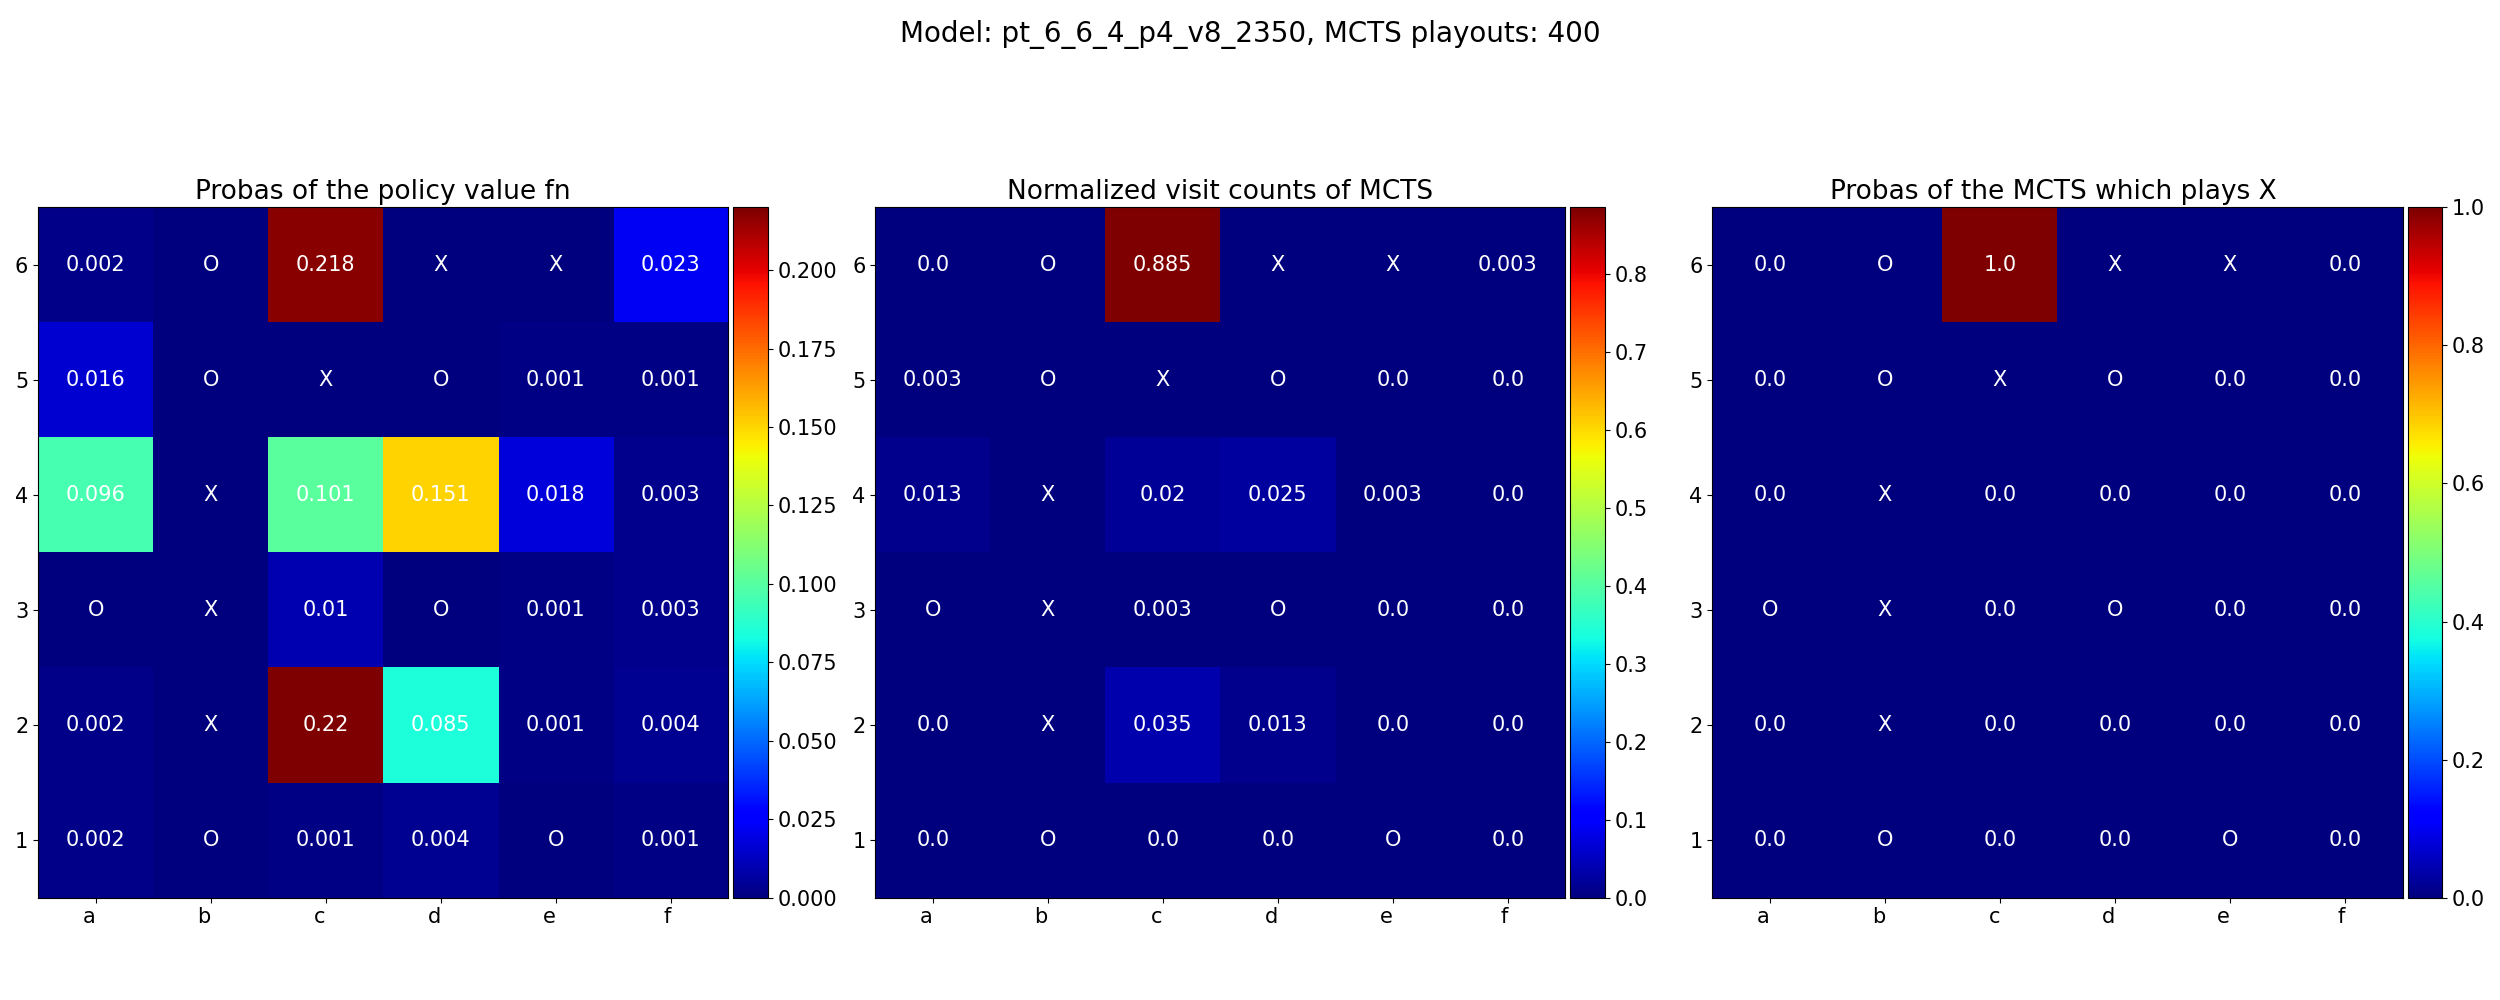 Model: pt_6_6_4_p4_v8_2350, MCTS playouts: 400
Probas of the policy value fn
6 0.002 O 0.218 X X 0.023
5 0.016 O X O 0.001 0.001
4 0.096 X 0.101 0.151 0.018 0.003
3 O X 0.01 O 0.001 0.003
2 0.002 X 0.22 0.085 0.001 0.004
1 0.002 O 0.001 0.004 O 0.001
a b c d e f
0.200
0.175
0.150
0.125
0.100
0.075
0.050
0.025
0.000
Normalized visit counts of MCTS
6 0.0 O 0.885 X X 0.003
5 0.003 O X O 0.0 0.0
4 0.013 X 0.02 0.025 0.003 0.0
3 O X 0.003 O 0.0 0.0
2 0.0 X 0.035 0.013 0.0 0.0
1 0.0 O 0.0 0.0 O 0.0
a b c d e f
0.8
0.7
0.6
0.5
0.4
0.3
0.2
0.1
0.0
Probas of the MCTS which plays X
6 0.0 O 1.0 X X 0.0
5 0.0 O X O 0.0 0.0
4 0.0 X 0.0 0.0 0.0 0.0
3 O X 0.0 O 0.0 0.0
2 0.0 X 0.0 0.0 0.0 0.0
1 0.0 O 0.0 0.0 O 0.0
a b c d e f
1.0
0.8
0.6
0.4
0.2
0.0